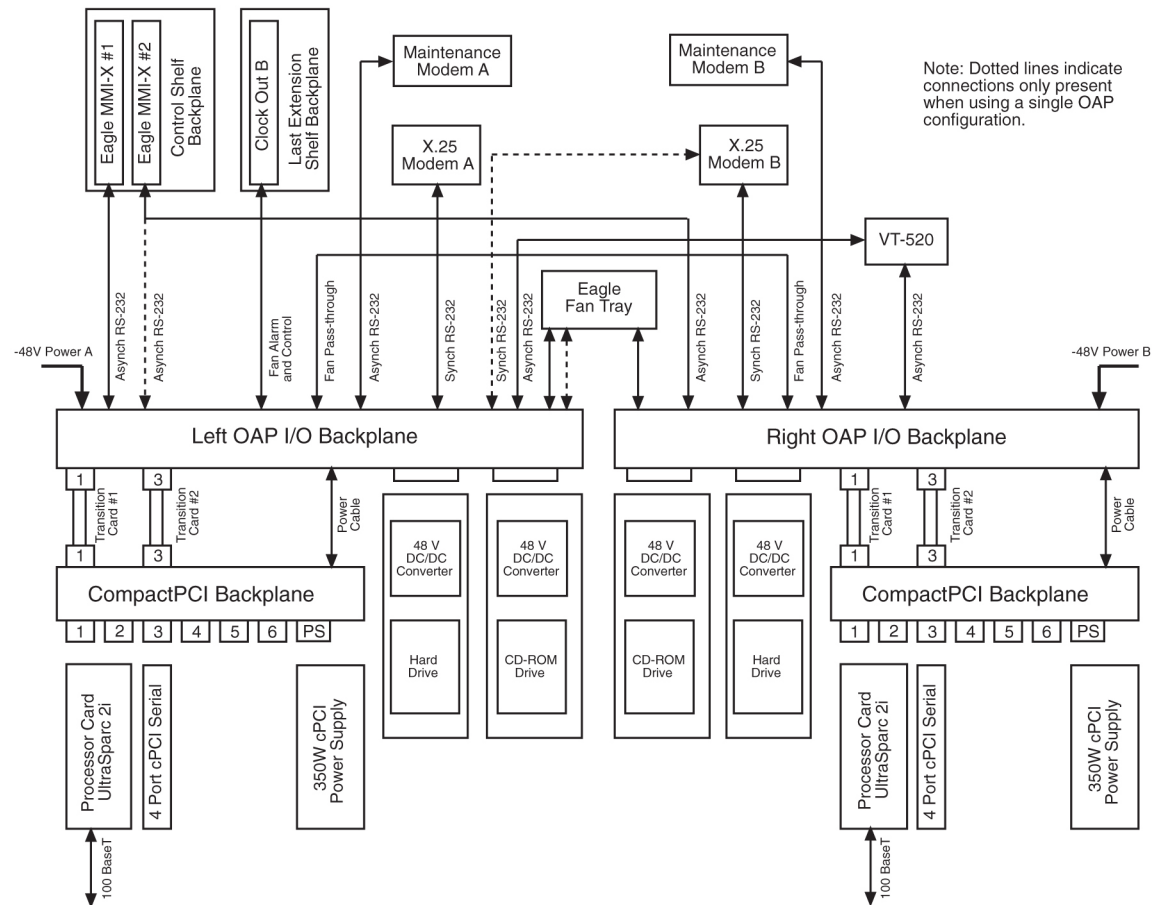 Eagle MMI-X #1
Eagle MMI-X #2
Control Shelf
Backplane
Clock Out B
Last Extension
Shelf Backplane
Maintenance
Modem A
Maintenance
Modem B
Note: Dotted lines indicate
connections only present
when using a single OAP
configuration.
X.25
Modem A
X.25
Modem B
VT-520
Eagle
Fan Tray
-48V Power A
Asynch RS-232
Asynch RS-232
Fan Alarm
and Control
Fan Pass-through
Asynch RS-232
Synch RS-232
Synch RS-232
Asynch RS-232
Asynch RS-232
Synch RS-232
Fan Pass-through
Asynch RS-232
Asynch RS-232
-48V Power B
Left OAP I/O Backplane
Right OAP I/O Backplane
1
3
Transition
Card #1
Transition
Card #2
Power
Cable
1
3
1
3
Transition
Card #1
Transition
Card #2
Power
Cable
1
3
CompactPCI Backplane
1 2 3 4 5 6 PS
48 V
DC/DC
Converter
48 V
DC/DC
Converter
48 V
DC/DC
Converter
48 V
DC/DC
Converter
CompactPCI Backplane
1 2 3 4 5 6 PS
Hard
Drive
CD-ROM
Drive
CD-ROM
Drive
Hard
Drive
Processor Card
UltraSparc 2i
4 Port cPCI Serial
350W cPCI
Power Supply
Processor Card
UltraSparc 2i
4 Port cPCI Serial
350W cPCI
Power Supply
100 BaseT
100 BaseT